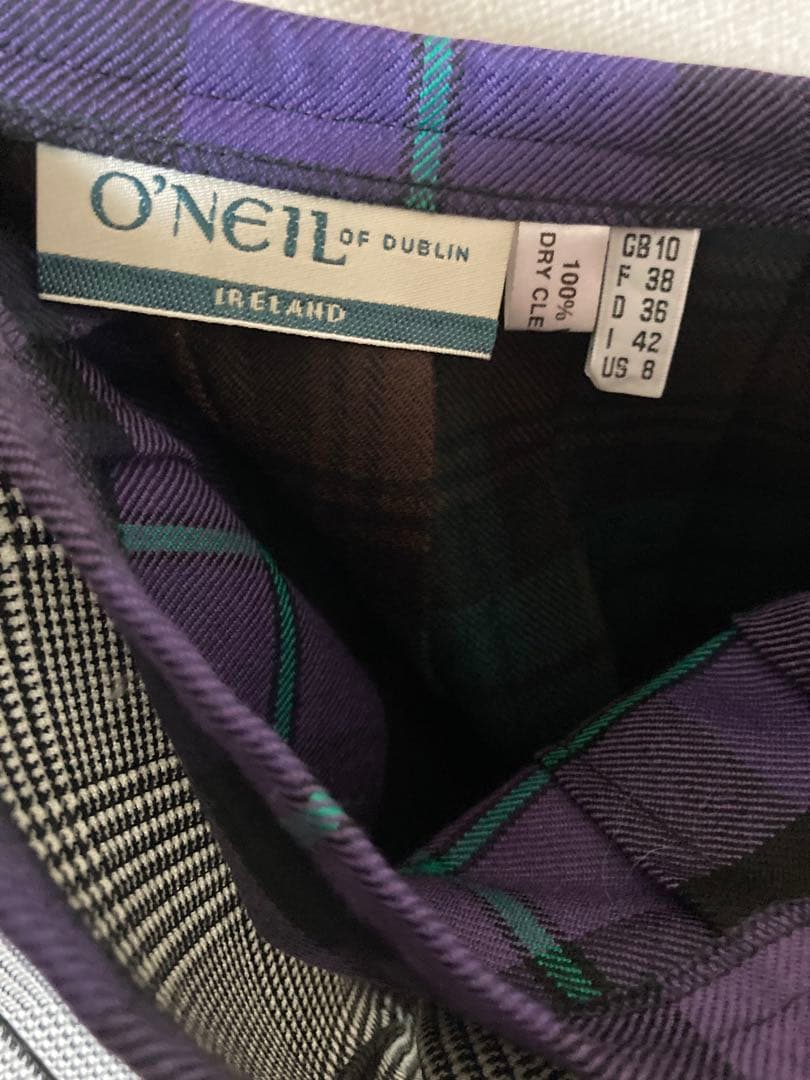 O'NEIL OF DUBLIN
IRELAND
100%
DRY CLE
GB 10
F 38
D 36
I 42
US 8